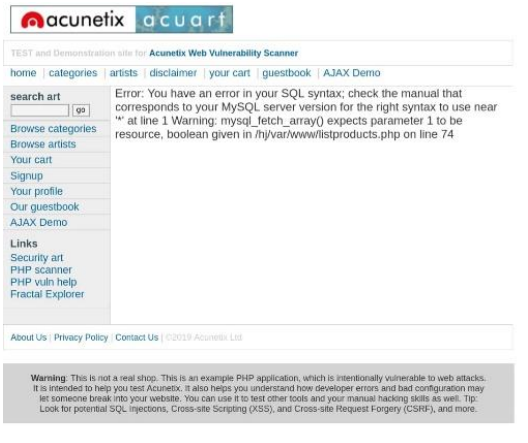 acunetix acuart
TEST and Demonstration site for Acunetix Web Vulnerability Scanner
home | categories | artists | disclaimer | your cart | guestbook | AJAX Demo
search art
go
Browse categories
Browse artists
Your cart
Signup
Your profile
Our guestbook
AJAX Demo
Links
Security art
PHP scanner
PHP vuln help
Fractal Explorer
Error: You have an error in your SQL syntax; check the manual that
corresponds to your MySQL server version for the right syntax to use near
'*' at line 1 Warning: mysql_fetch_array() expects parameter 1 to be
resource, boolean given in /hj/var/www/listproducts.php on line 74
About Us | Privacy Policy | Contact Us | ©2019 Acunetix Ltd
Warning: This is not a real shop. This is an example PHP application, which is intentionally vulnerable to web attacks.
It is intended to help you test Acunetix. It also helps you understand how developer errors and bad configuration may
let someone break into your website. You can use it to test other tools and your manual hacking skills as well. Tip:
Look for potential SQL Injections, Cross-site Scripting (XSS), and Cross-site Request Forgery (CSRF), and more.